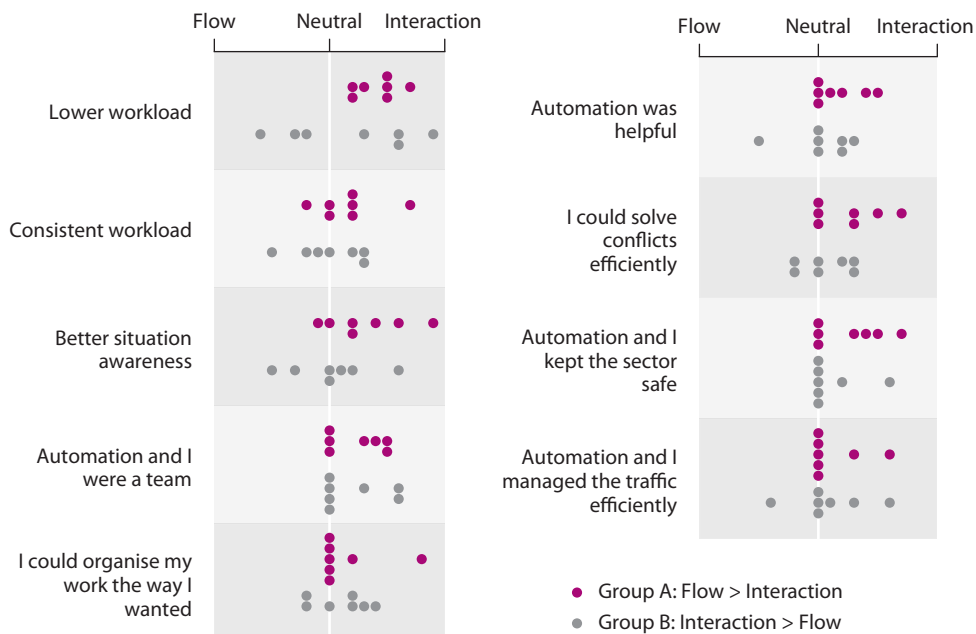 Flow Neutral Interaction
Lower workload
Consistent workload
Better situation
awareness
Automation and I
were a team
I could organise my
work the way I
wanted
Flow Neutral Interaction
Automation was
helpful
I could solve
conflicts
efficiently
Automation and I
kept the sector
safe
Automation and I
managed the traffic
efficiently
Group A: Flow > Interaction
Group B: Interaction > Flow